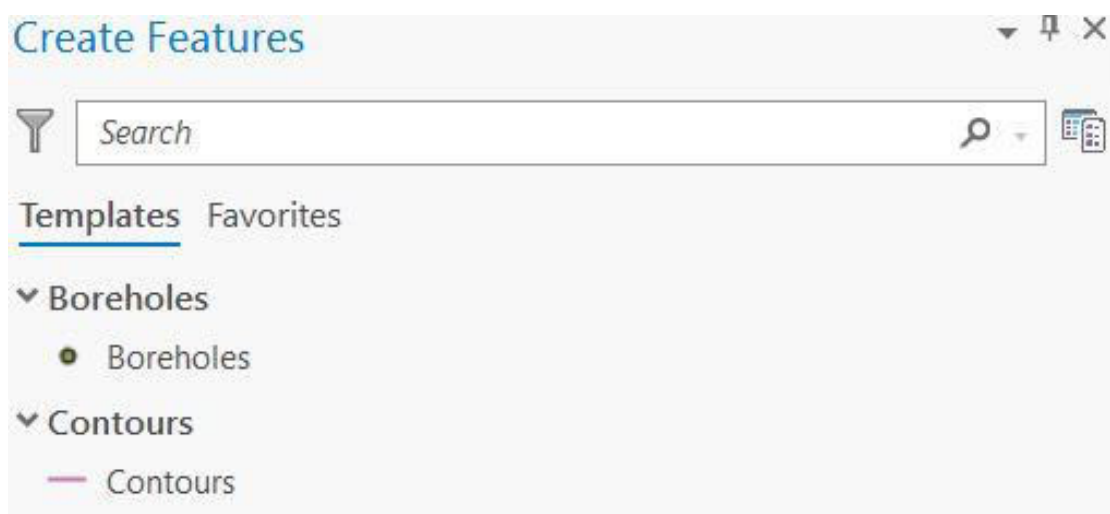 Create Features
Search
Templates Favorites
Boreholes
Boreholes
Contours
Contours